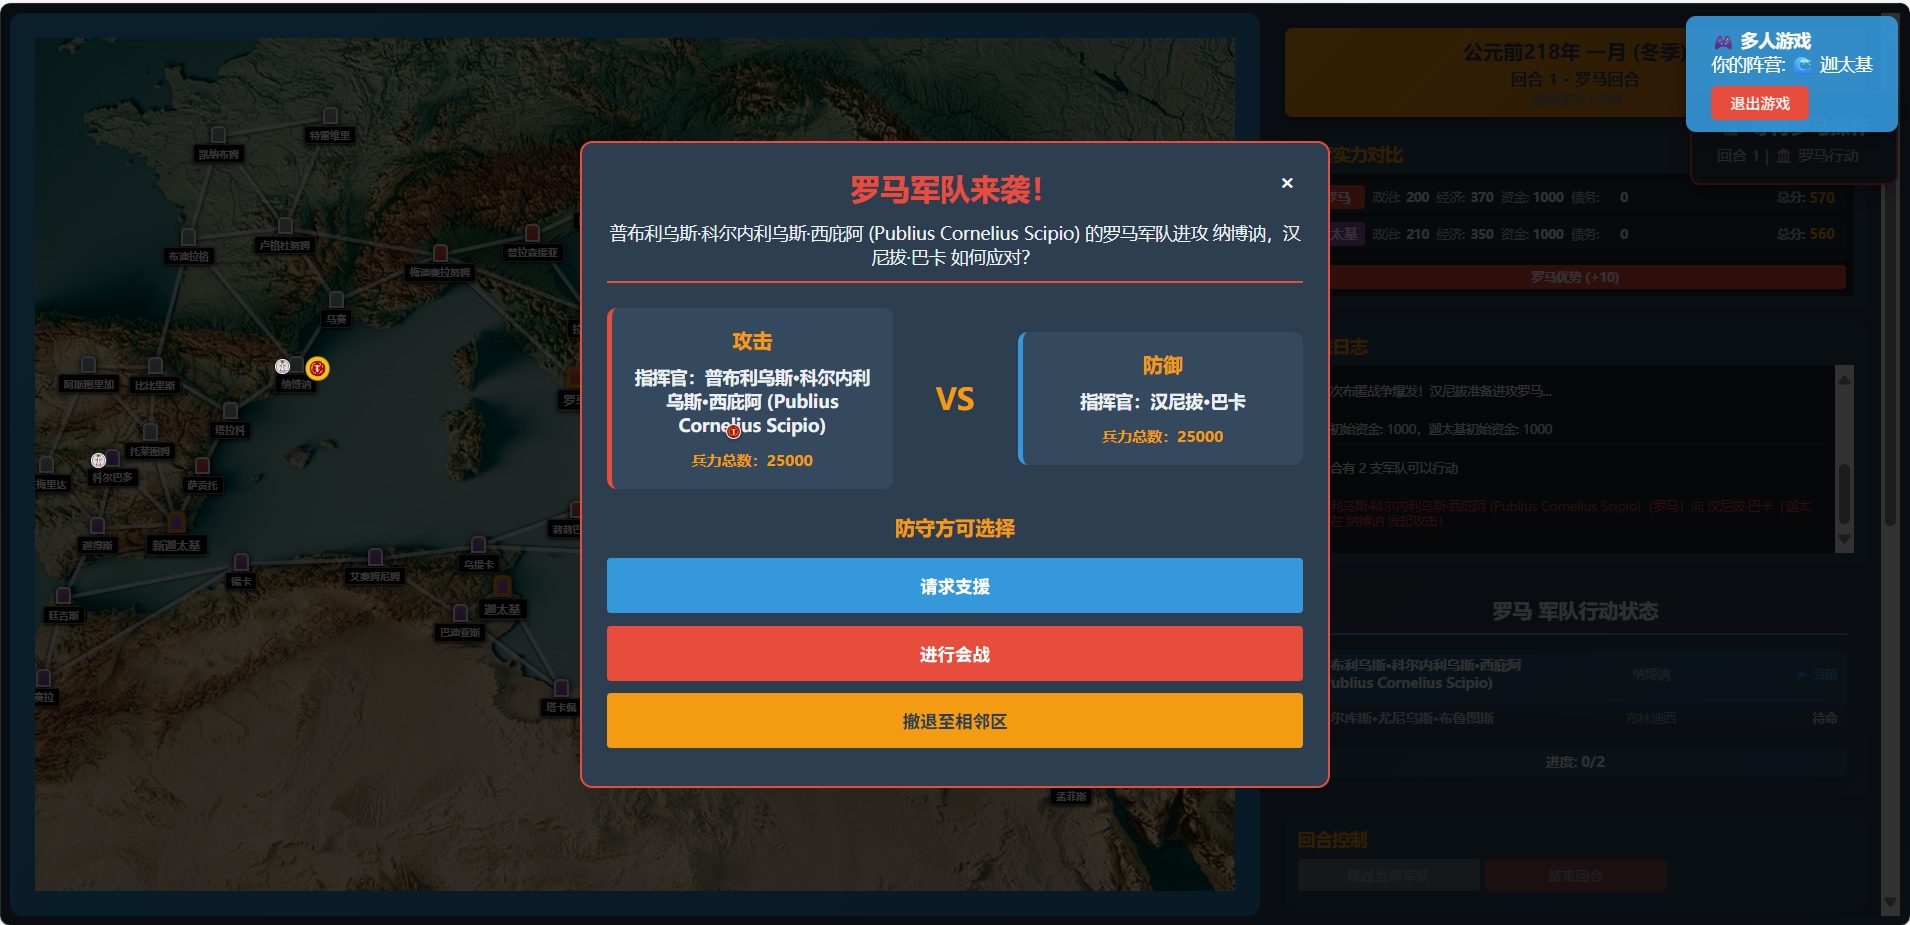 公元前218年 一月 (冬季)
回合 1 - 罗马回合
🎮 多人游戏
你的阵营: 🌊 迦太基
退出游戏
回合 1 | 🏛 罗马行动
实力对比
罗马 政治: 200 经济: 370 资金: 1000 债务: 0 总分: 570
太基 政治: 210 经济: 350 资金: 1000 债务: 0 总分: 560
罗马优势 (+10)
日志
次布匿战争爆发！汉尼拔准备进攻罗马...
初始资金: 1000，迦太基初始资金: 1000
合有 2 支军队可以行动
利乌斯·科尔内利乌斯·西庇阿 (Publius Cornelius Scipio)（罗马）向 汉尼拔·巴卡（迦太
在 纳博讷 发起攻击！
罗马 军队行动状态
布利乌斯•科尔内利乌斯•西庇阿
ublius Cornelius Scipio)
纳博讷
▶ 当前
尔库斯•尤尼乌斯•布鲁图斯
布林迪西
待命
进度: 0/2
回合控制
跳过当前军队
结束回合
罗马军队来袭！
×
普布利乌斯·科尔内利乌斯·西庇阿 (Publius Cornelius Scipio) 的罗马军队进攻 纳博讷，汉
尼拔·巴卡 如何应对？
攻击
指挥官：普布利乌斯•科尔内利
乌斯•西庇阿 (Publius
Cornelius Scipio)
兵力总数：25000
VS
防御
指挥官：汉尼拔•巴卡
兵力总数：25000
防守方可选择
请求支援
进行会战
撤退至相邻区
特雷维里
凯纳布姆
卢格杜努姆
布迪拉格
普拉森提亚
梅迪奥拉努姆
马赛
纳博讷
阿斯图里加
比比里斯
塔拉科
托莱图姆
科尔巴多
梅里达
萨贡托
迦得斯
新迦太基
锡卡
艾奥姆尼姆
乌提卡
迦太基
巴迪亚斯
廷吉斯
塞拉
塔卡佩
莉莉巴
罗马
孟菲斯